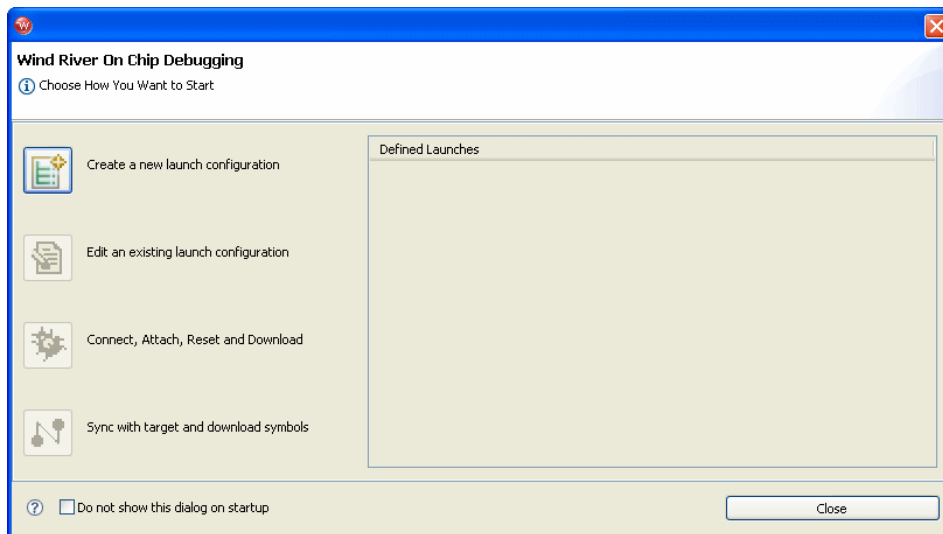 Wind River On Chip Debugging
Choose How You Want to Start
Create a new launch configuration
Defined Launches
Edit an existing launch configuration
Connect, Attach, Reset and Download
Sync with target and download symbols
Do not show this dialog on startup
Close